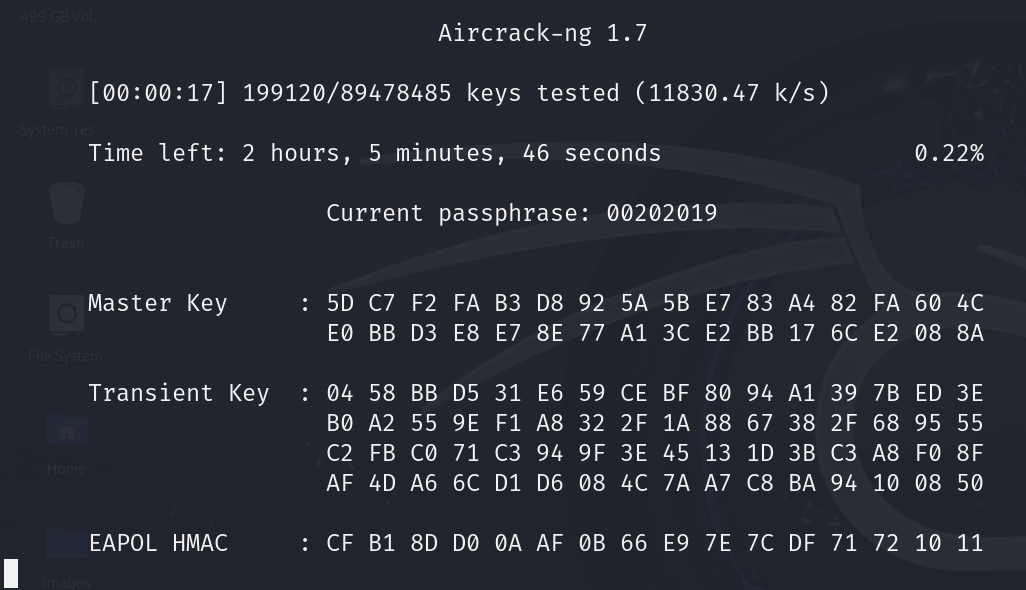 499 GB Vol...
Aircrack-ng 1.7
[00:00:17] 199120/89478485 keys tested (11830.47 k/s)
System-res...
Time left: 2 hours, 5 minutes, 46 seconds 0.22%
Current passphrase: 00202019
Trash
Master Key : 5D C7 F2 FA B3 D8 92 5A 5B E7 83 A4 82 FA 60 4C
E0 BB D3 E8 E7 8E 77 A1 3C E2 BB 17 6C E2 08 8A
File System
Transient Key : 04 58 BB D5 31 E6 59 CE BF 80 94 A1 39 7B ED 3E
B0 A2 55 9E F1 A8 32 2F 1A 88 67 38 2F 68 95 55
C2 FB C0 71 C3 94 9F 3E 45 13 1D 3B C3 A8 F0 8F
Home
AF 4D A6 6C D1 D6 08 4C 7A A7 C8 BA 94 10 08 50
EAPOL HMAC : CF B1 8D D0 0A AF 0B 66 E9 7E 7C DF 71 72 10 11
Images